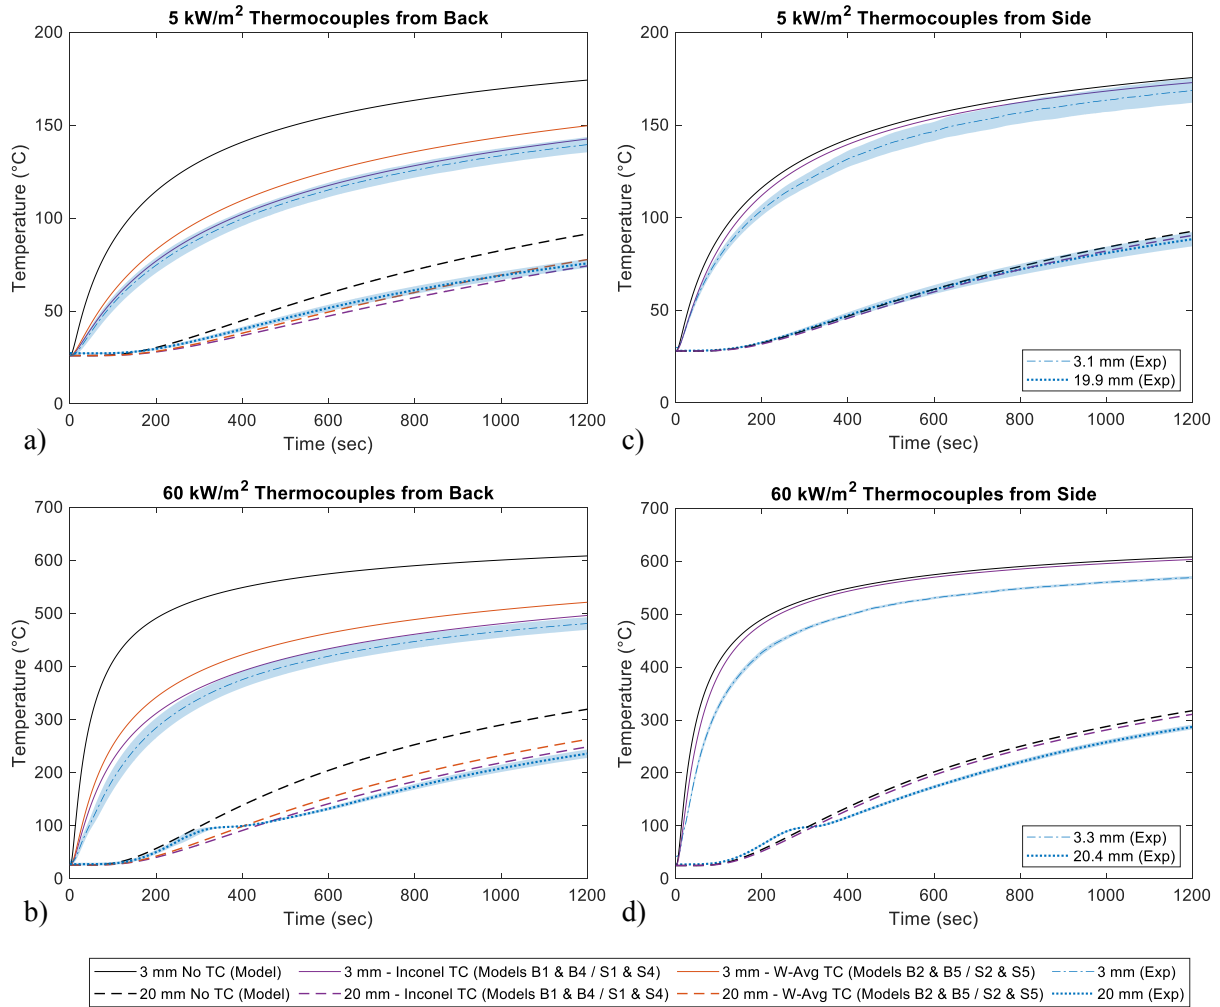 5 kW/m² Thermocouples from Back
Temperature (°C)
200
150
100
50
0
0 200 400 600 800 1000 1200
Time (sec)
a)
5 kW/m² Thermocouples from Side
Temperature (°C)
200
150
100
50
0
0 200 400 600 800 1000 1200
Time (sec)
3.1 mm (Exp)
19.9 mm (Exp)
c)
60 kW/m² Thermocouples from Back
Temperature (°C)
700
600
500
400
300
200
100
0
0 200 400 600 800 1000 1200
Time (sec)
b)
60 kW/m² Thermocouples from Side
Temperature (°C)
700
600
500
400
300
200
100
0
0 200 400 600 800 1000 1200
Time (sec)
3.3 mm (Exp)
20.4 mm (Exp)
d)
3 mm No TC (Model) 3 mm - Inconel TC (Models B1 & B4 / S1 & S4) 3 mm - W-Avg TC (Models B2 & B5 / S2 & S5) 3 mm (Exp)
20 mm No TC (Model) 20 mm - Inconel TC (Models B1 & B4 / S1 & S4) 20 mm - W-Avg TC (Models B2 & B5 / S2 & S5) 20 mm (Exp)